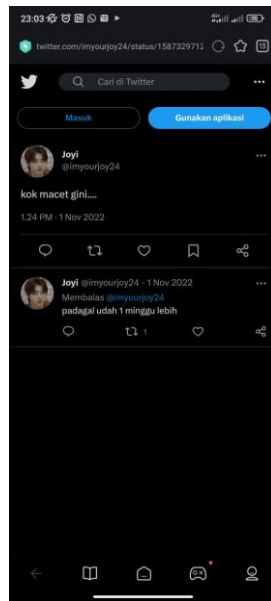 23:03
twitter.com/imyourjoy24/status/1587329712
13
Cari di Twitter
Masuk
Gunakan aplikasi
Joyi
@imyourjoy24
kok macet gini....
1.24 PM · 1 Nov 2022
Joyi @imyourjoy24 · 1 Nov 2022
Membalas @imyourjoy24
padagal udah 1 minggu lebih
1